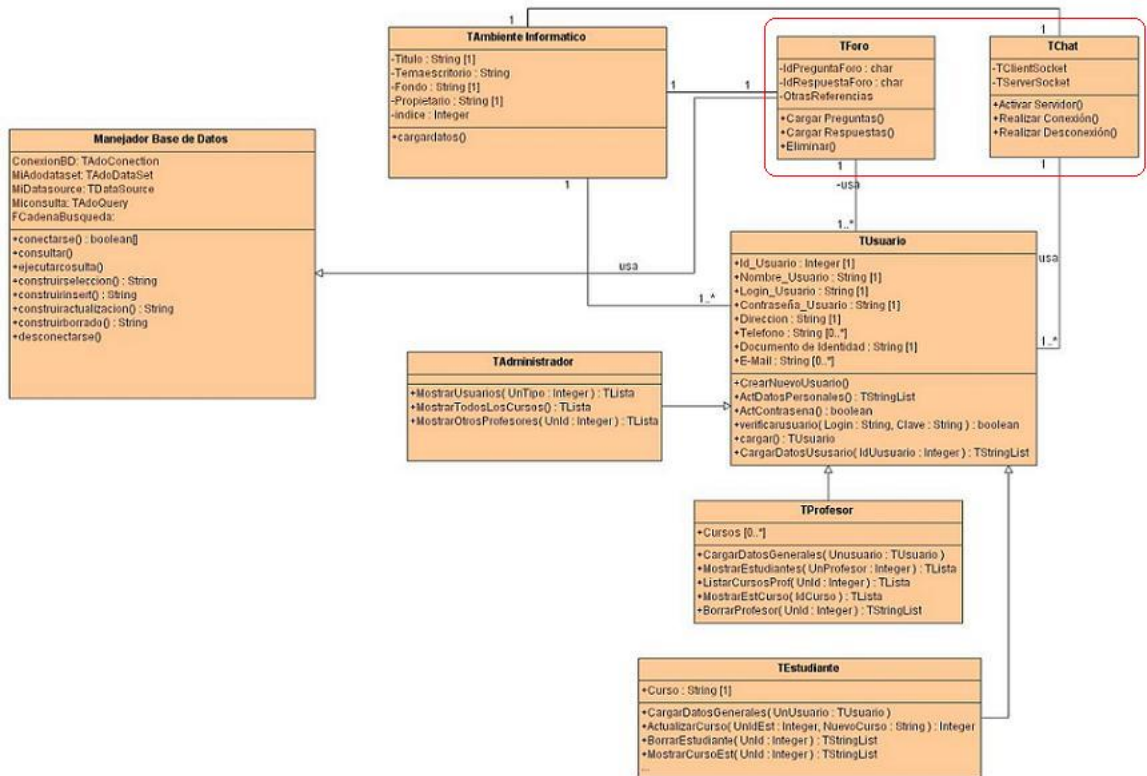 1
1
TAmbiente Informatico
-Titulo : String [1]
-Temaescritorio : String
-Fondo : String [1]
-Propietario : String [1]
-indice : Integer
+cargardatos()
1
1
TForo
-IdPreguntaForo : char
-IdRespuestaForo : char
-OtrasReferencias
+Cargar Preguntas()
+Cargar Respuestas()
+Eliminar()
TChat
-TClientSocket
-TServerSocket
+Activar Servidor()
+Realizar Conexión()
+Realizar Desconexión()
Manejador Base de Datos
ConexionBD: TAdoConection
MiAdodataset: TAdoDataSet
MiDatasource: TDataSource
Miconsulta: TAdoQuery
FCadenaBusqueda:
+conectarse() : boolean[]
+consultar()
+ejecutarcosulta()
+construirseleccion() : String
+construirinsert() : String
+construiractualizacion() : String
+construirborrado() : String
+desconectarse()
1
1
1
-usa
1..*
usa
usa
1..*
1..*
TUsuario
+Id_Usuario : Integer [1]
+Nombre_Usuario : String [1]
+Login_Usuario : String [1]
+Contraseña_Usuario : String [1]
+Direccion : String [1]
+Telefono : String [0..*]
+Documento de Identidad : String [1]
+E-Mail : String [0..*]
+CrearNuevoUsuario()
+ActDatosPersonales() : TStringList
+ActContrasena() : boolean
+verificarusuario( Login : String, Clave : String ) : boolean
+cargar() : TUsuario
+CargarDatosUsusario( IdUusuario : Integer ) : TStringList
TAdministrador
+MostrarUsuarios( UnTipo : Integer ) : TLista
+MostrarTodosLosCursos() : TLista
+MostrarOtrosProfesores( UnId : Integer ) : TLista
TProfesor
+Cursos [0..*]
+CargarDatosGenerales( Unusuario : TUsuario )
+MostrarEstudiantes( UnProfesor : Integer ) : TLista
+ListarCursosProf( UnId : Integer ) : TLista
+MostrarEstCurso( IdCurso ) : TLista
+BorrarProfesor( UnId : Integer ) : TStringList
TEstudiante
+Curso : String [1]
+CargarDatosGenerales( UnUsuario : TUsuario )
+ActualizarCurso( UnIdEst : Integer, NuevoCurso : String ) : Integer
+BorrarEstudiante( UnId : Integer ) : TStringList
+MostrarCursoEst( UnId : Integer ) : TStringList
...